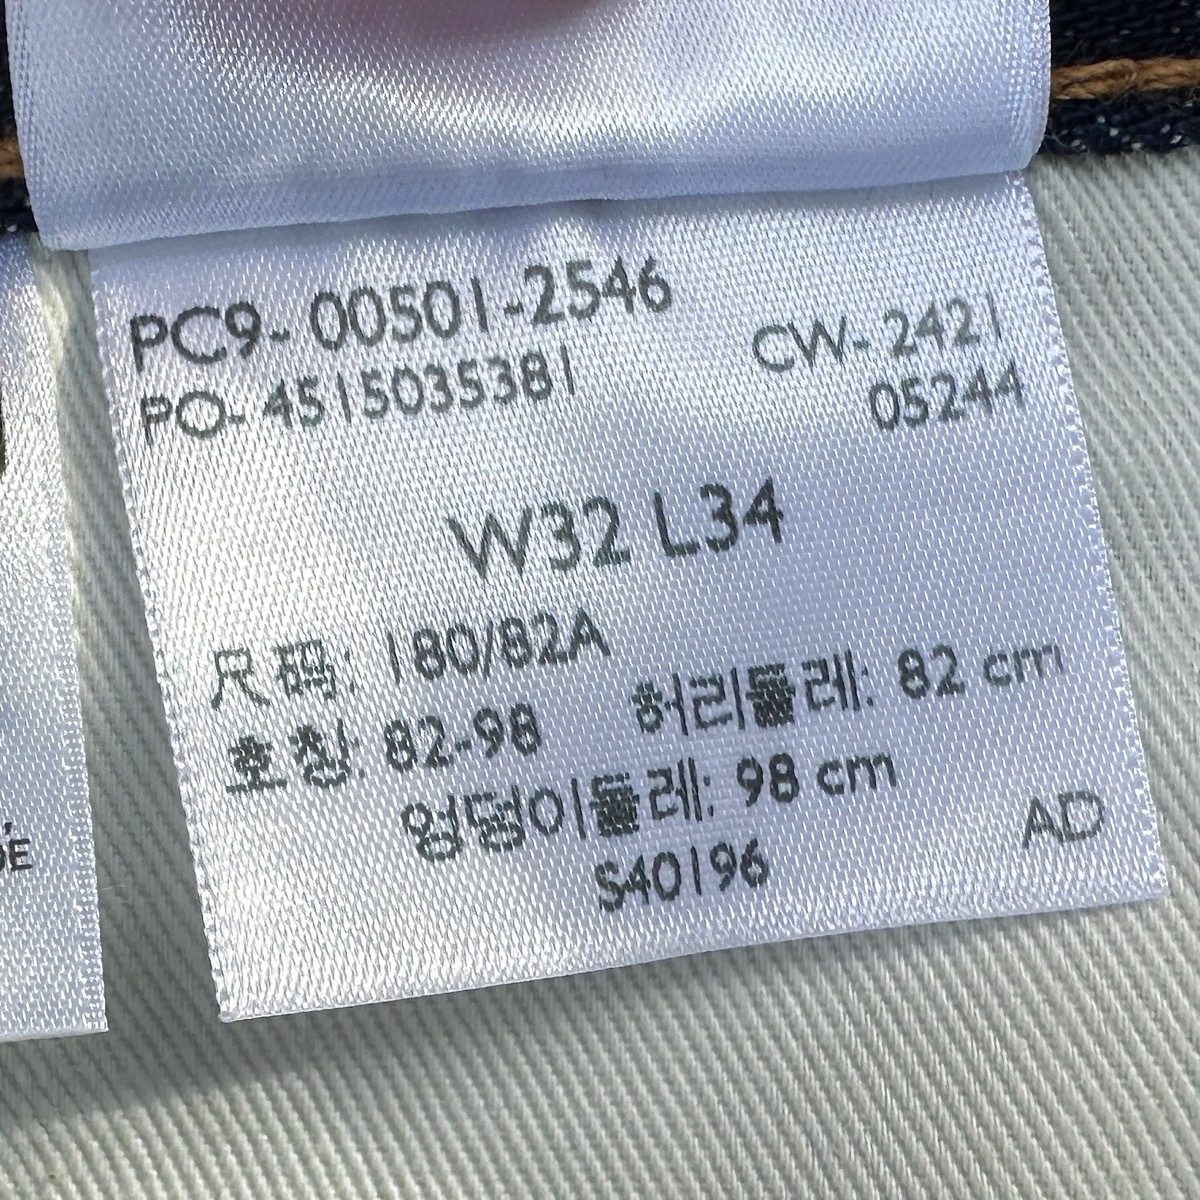 PC9-00501-2546
CW-2421
PO-4515035381
05244
W32 L34
尺码: 180/82A
호칭: 82-98 허리둘레: 82 cm
엉덩이둘레: 98 cm
AD
S40196